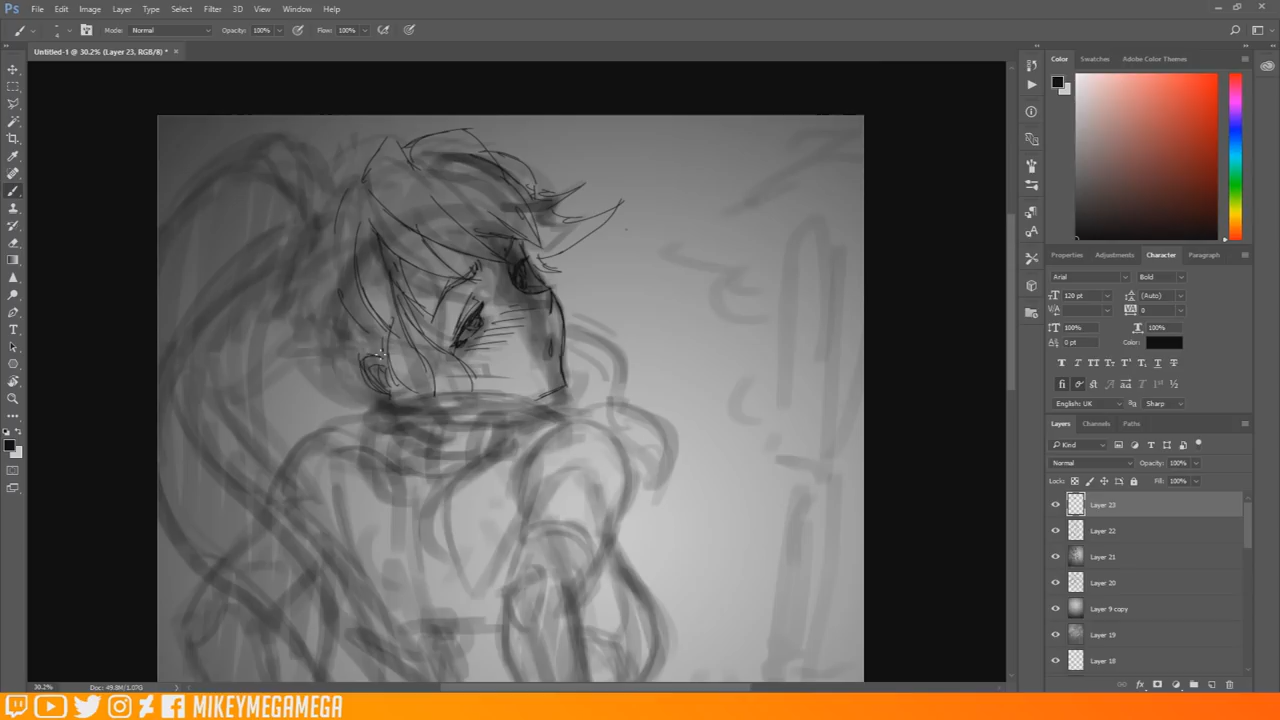 Ps File Edit Image Layer Type Select Filter 3D View Window Help
4 Mode: Normal Opacity: 100% Flow: 100%
Untitled-1 @ 30.2% (Layer 23, RGB/8) * ×
Color Swatches Adobe Color Themes
Properties Adjustments Character Paragraph
Arial Bold
120 pt (Auto)
0
100% 100%
0 pt Color:
English: UK Sharp
Layers Channels Paths
Kind
Normal Opacity: 100%
Locks: Fill: 100%
Layer 23
Layer 22
Layer 21
Layer 20
Layer 9 copy
Layer 19
Layer 18
30.2% Doc: 49.8M/1.07G
MIKEYMEGAMEGA